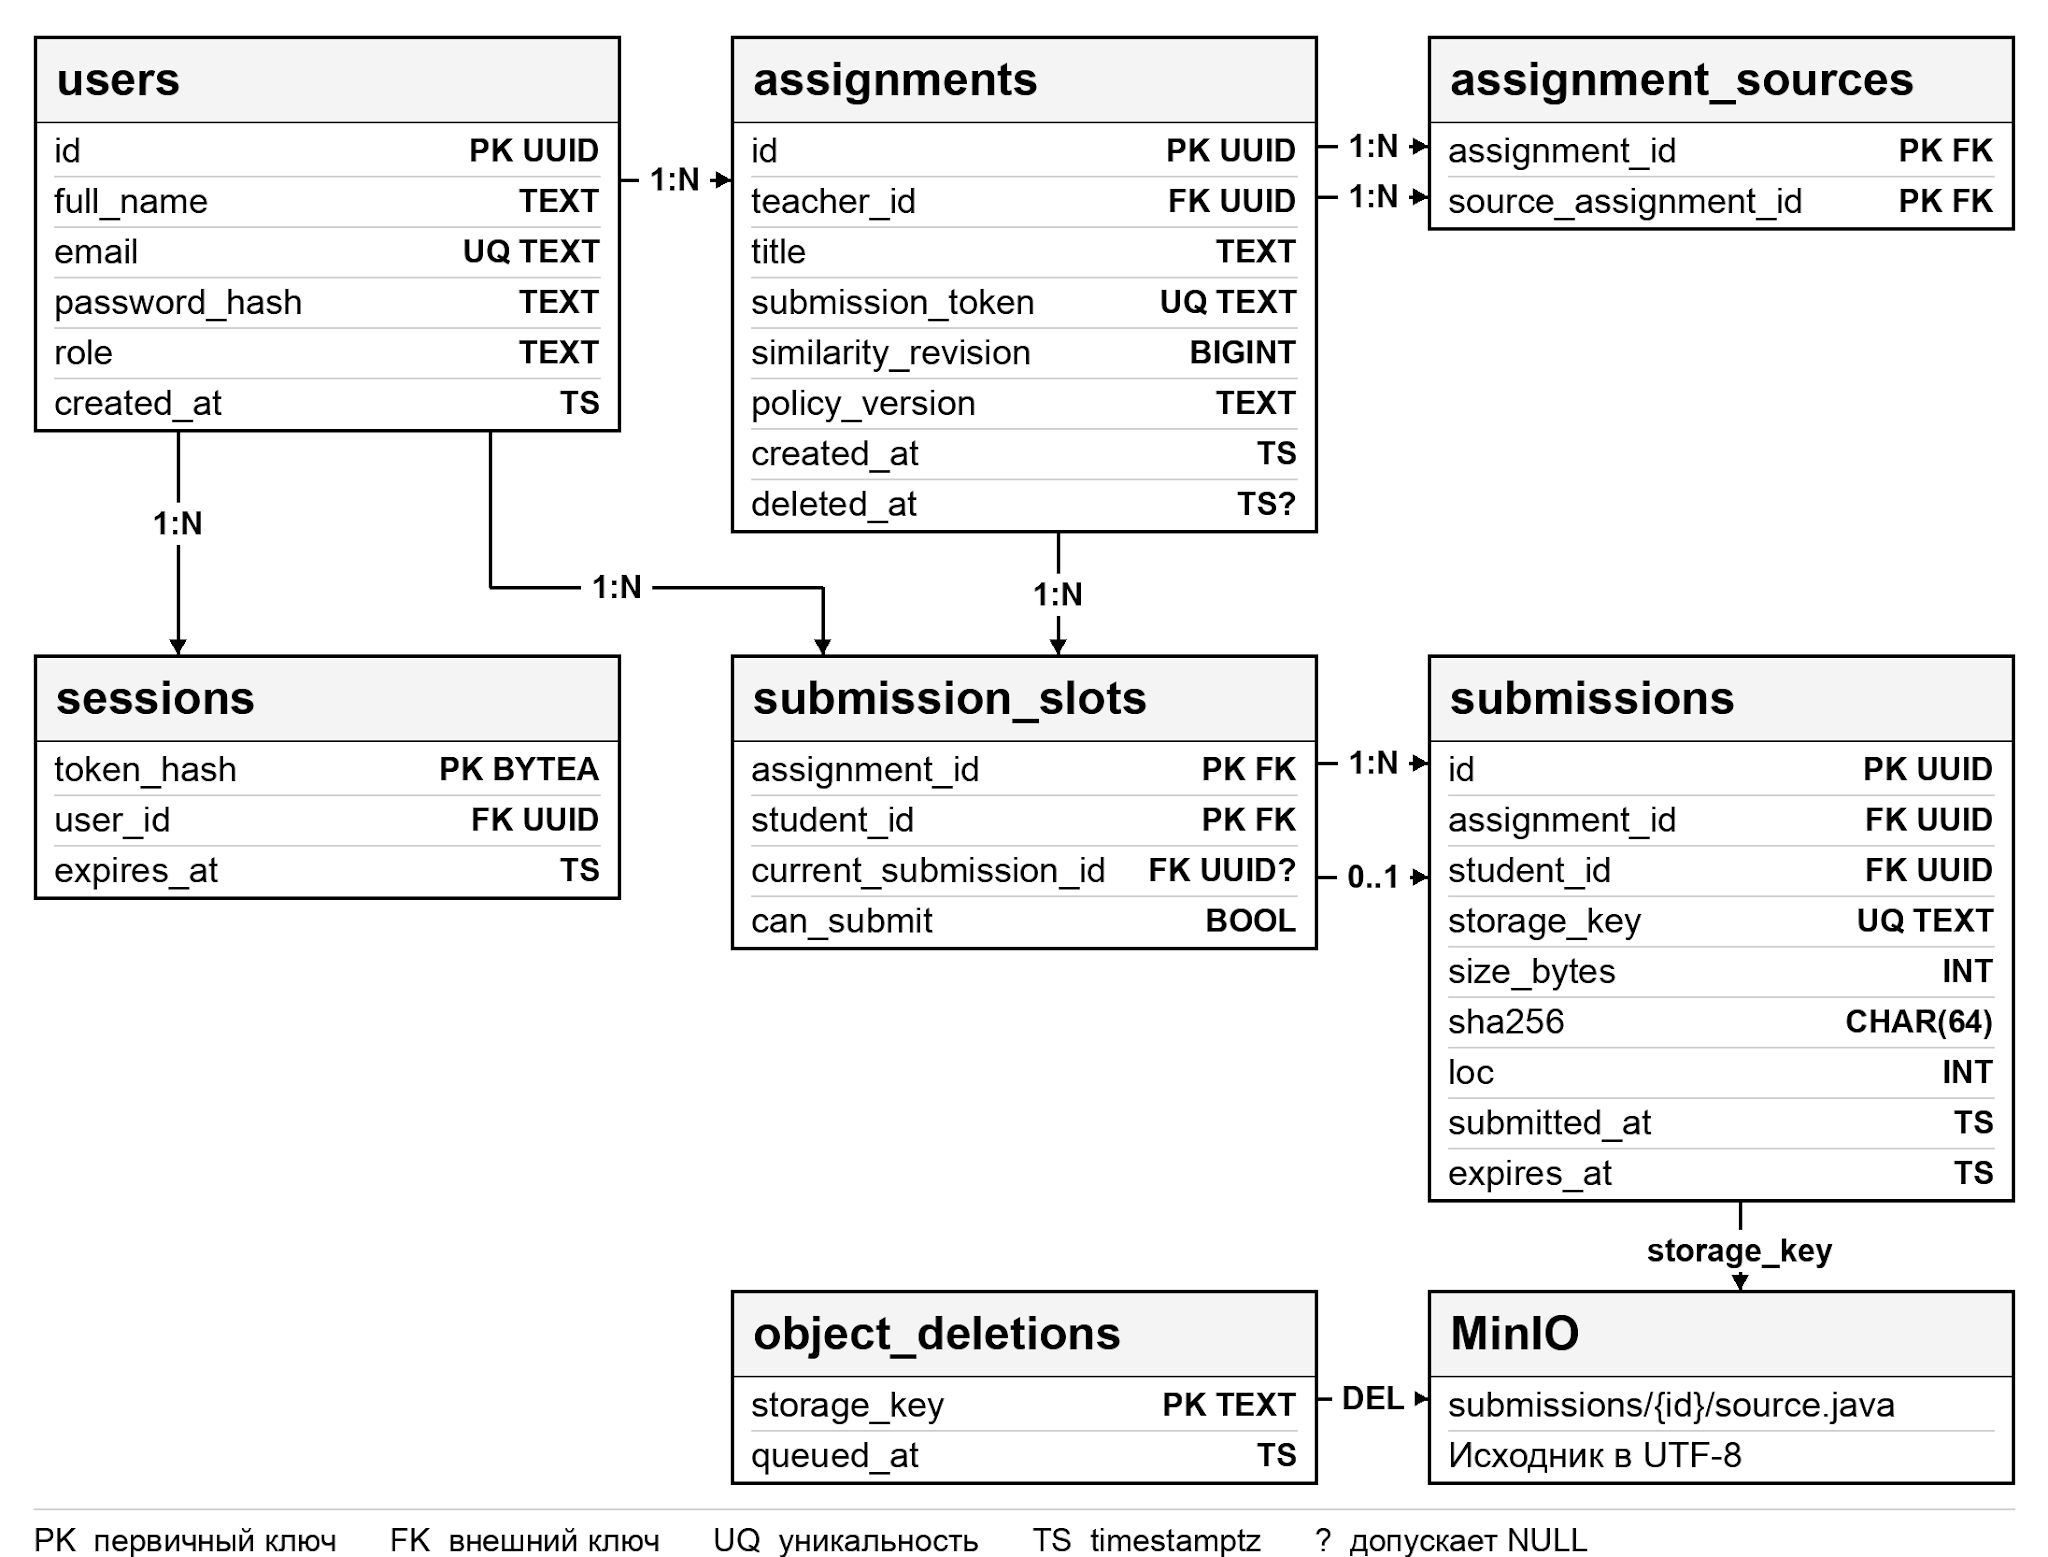 users
id PK UUID
full_name TEXT
email UQ TEXT
password_hash TEXT
role TEXT
created_at TS
1:N
assignments
id PK UUID
teacher_id FK UUID
title TEXT
submission_token UQ TEXT
similarity_revision BIGINT
policy_version TEXT
created_at TS
deleted_at TS?
1:N
1:N
assignment_sources
assignment_id PK FK
source_assignment_id PK FK
1:N
1:N
1:N
sessions
token_hash PK BYTEA
user_id FK UUID
expires_at TS
submission_slots
assignment_id PK FK
student_id PK FK
current_submission_id FK UUID?
can_submit BOOL
1:N
0..1
submissions
id PK UUID
assignment_id FK UUID
student_id FK UUID
storage_key UQ TEXT
size_bytes INT
sha256 CHAR(64)
loc INT
submitted_at TS
expires_at TS
storage_key
object_deletions
storage_key PK TEXT
queued_at TS
DEL
MinIO
submissions/{id}/source.java
Исходник в UTF-8
PK первичный ключ FK внешний ключ UQ уникальность TS timestamptz ? допускает NULL